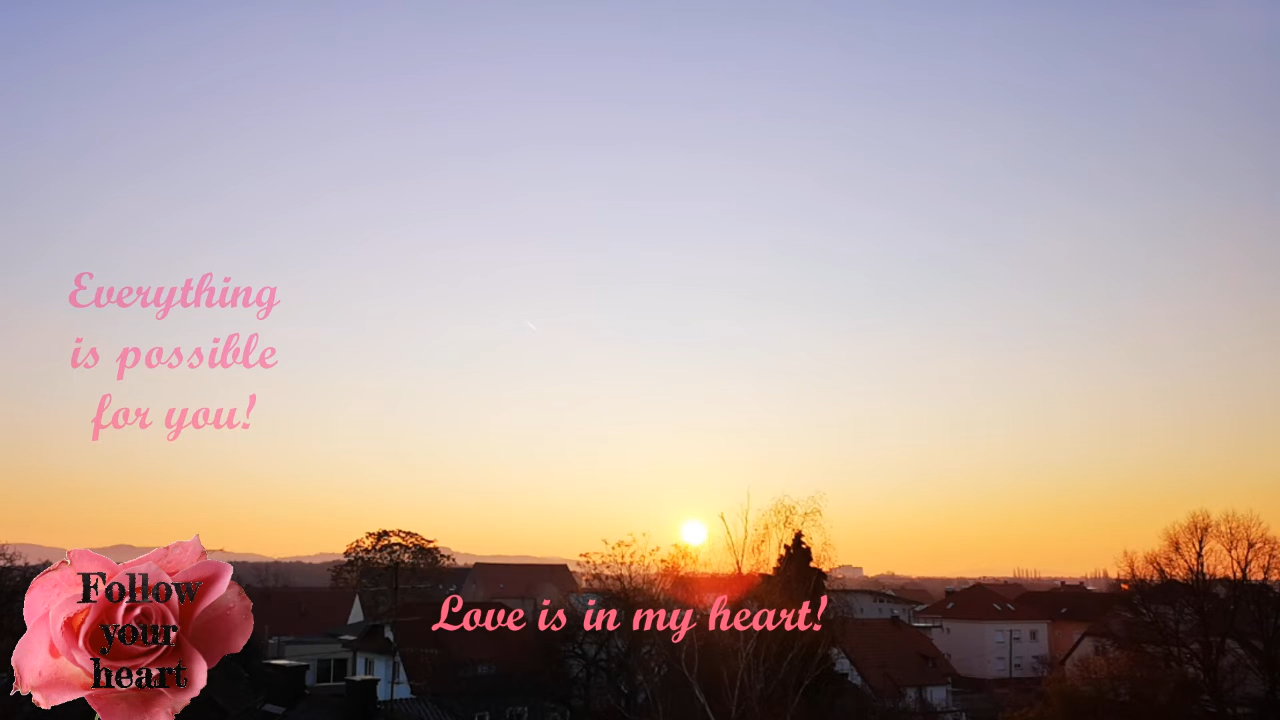 Everything
is possible
for you!
Love is in my heart!
Follow
your
heart